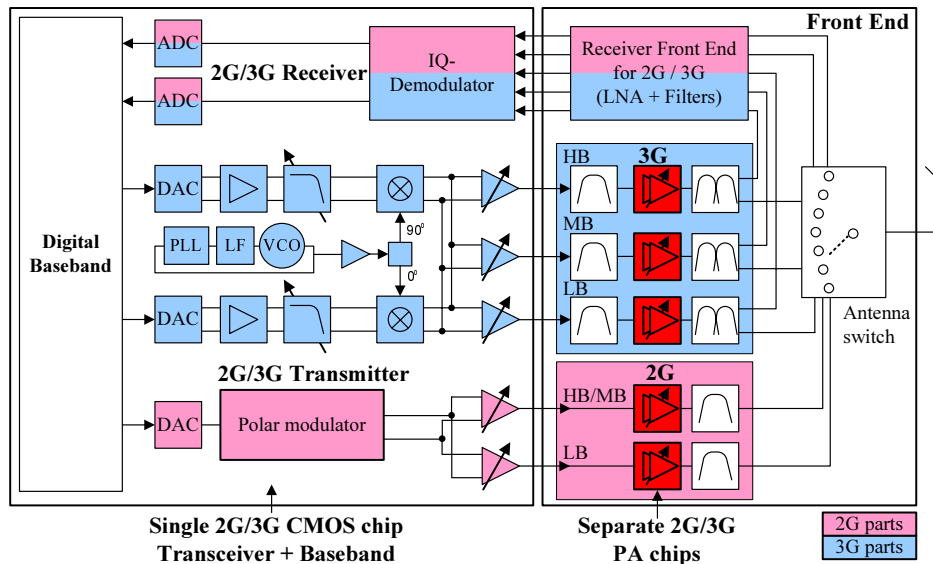 Front End
ADC
2G/3G Receiver
ADC
IQ-
Demodulator
Receiver Front End
for 2G / 3G
(LNA + Filters)
HB
3G
DAC
90⁰
MB
Digital
Baseband
PLL
LF
VCO
0⁰
LB
DAC
Antenna
switch
2G/3G Transmitter
2G
HB/MB
DAC
Polar modulator
LB
Single 2G/3G CMOS chip
Transceiver + Baseband
Separate 2G/3G
PA chips
2G parts
3G parts